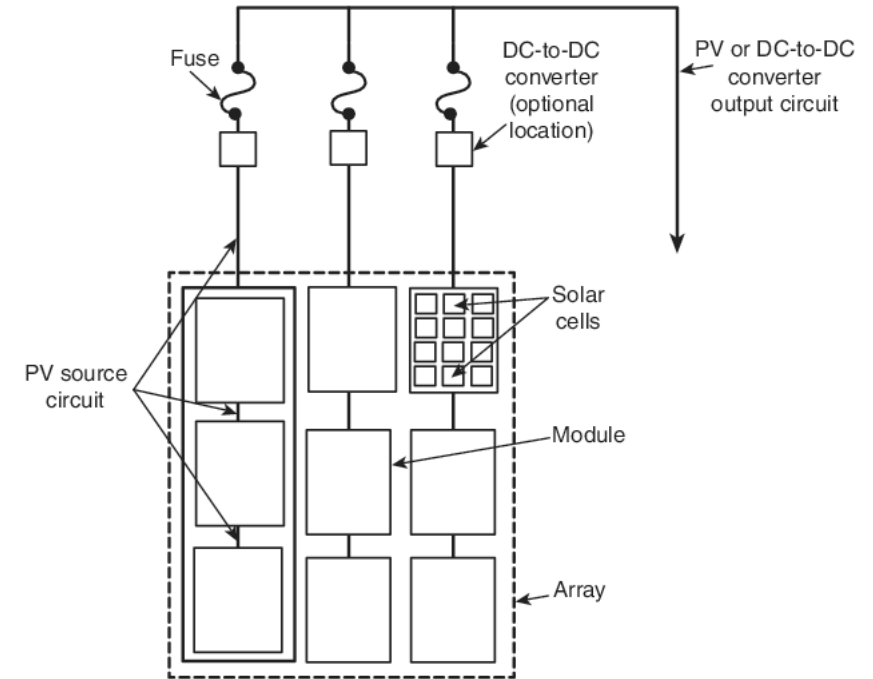 Fuse
DC-to-DC
converter
(optional
location)
PV or DC-to-DC
converter
output circuit
Solar
cells
PV source
circuit
Module
Array